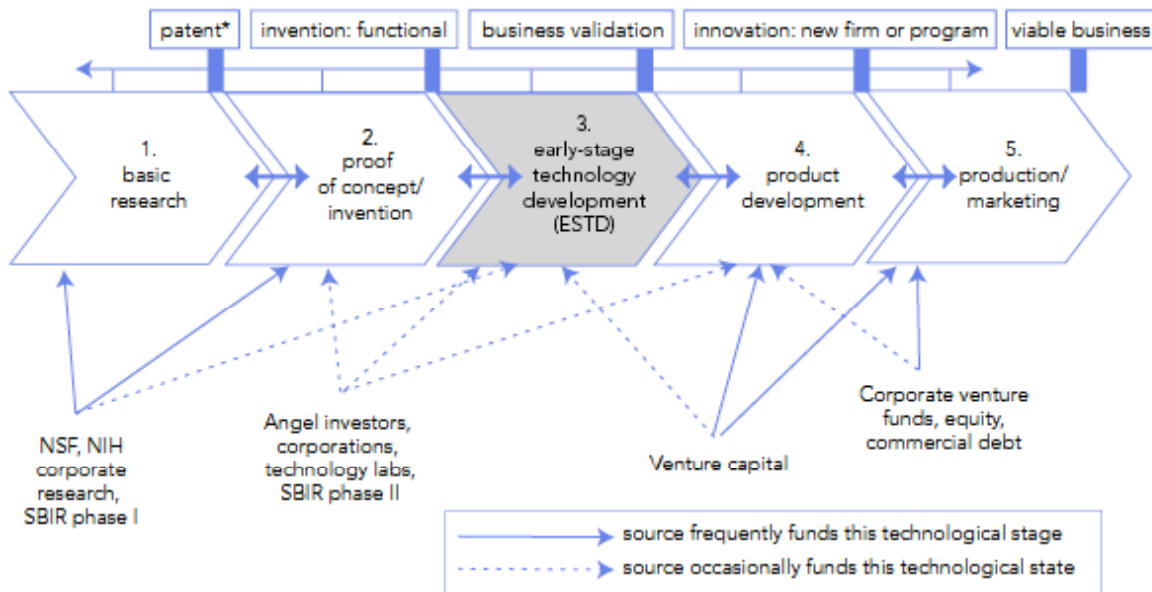 patent*
invention: functional
business validation
innovation: new firm or program
viable business
1.
basic
research
2.
proof
of concept/
invention
3.
early-stage
technology
development
(ESTD)
4.
product
development
5.
production/
marketing
NSF, NIH
corporate
research,
SBIR phase I
Angel investors,
corporations,
technology labs,
SBIR phase II
Venture capital
Corporate venture
funds, equity,
commercial debt
source frequently funds this technological stage
source occasionally funds this technological state